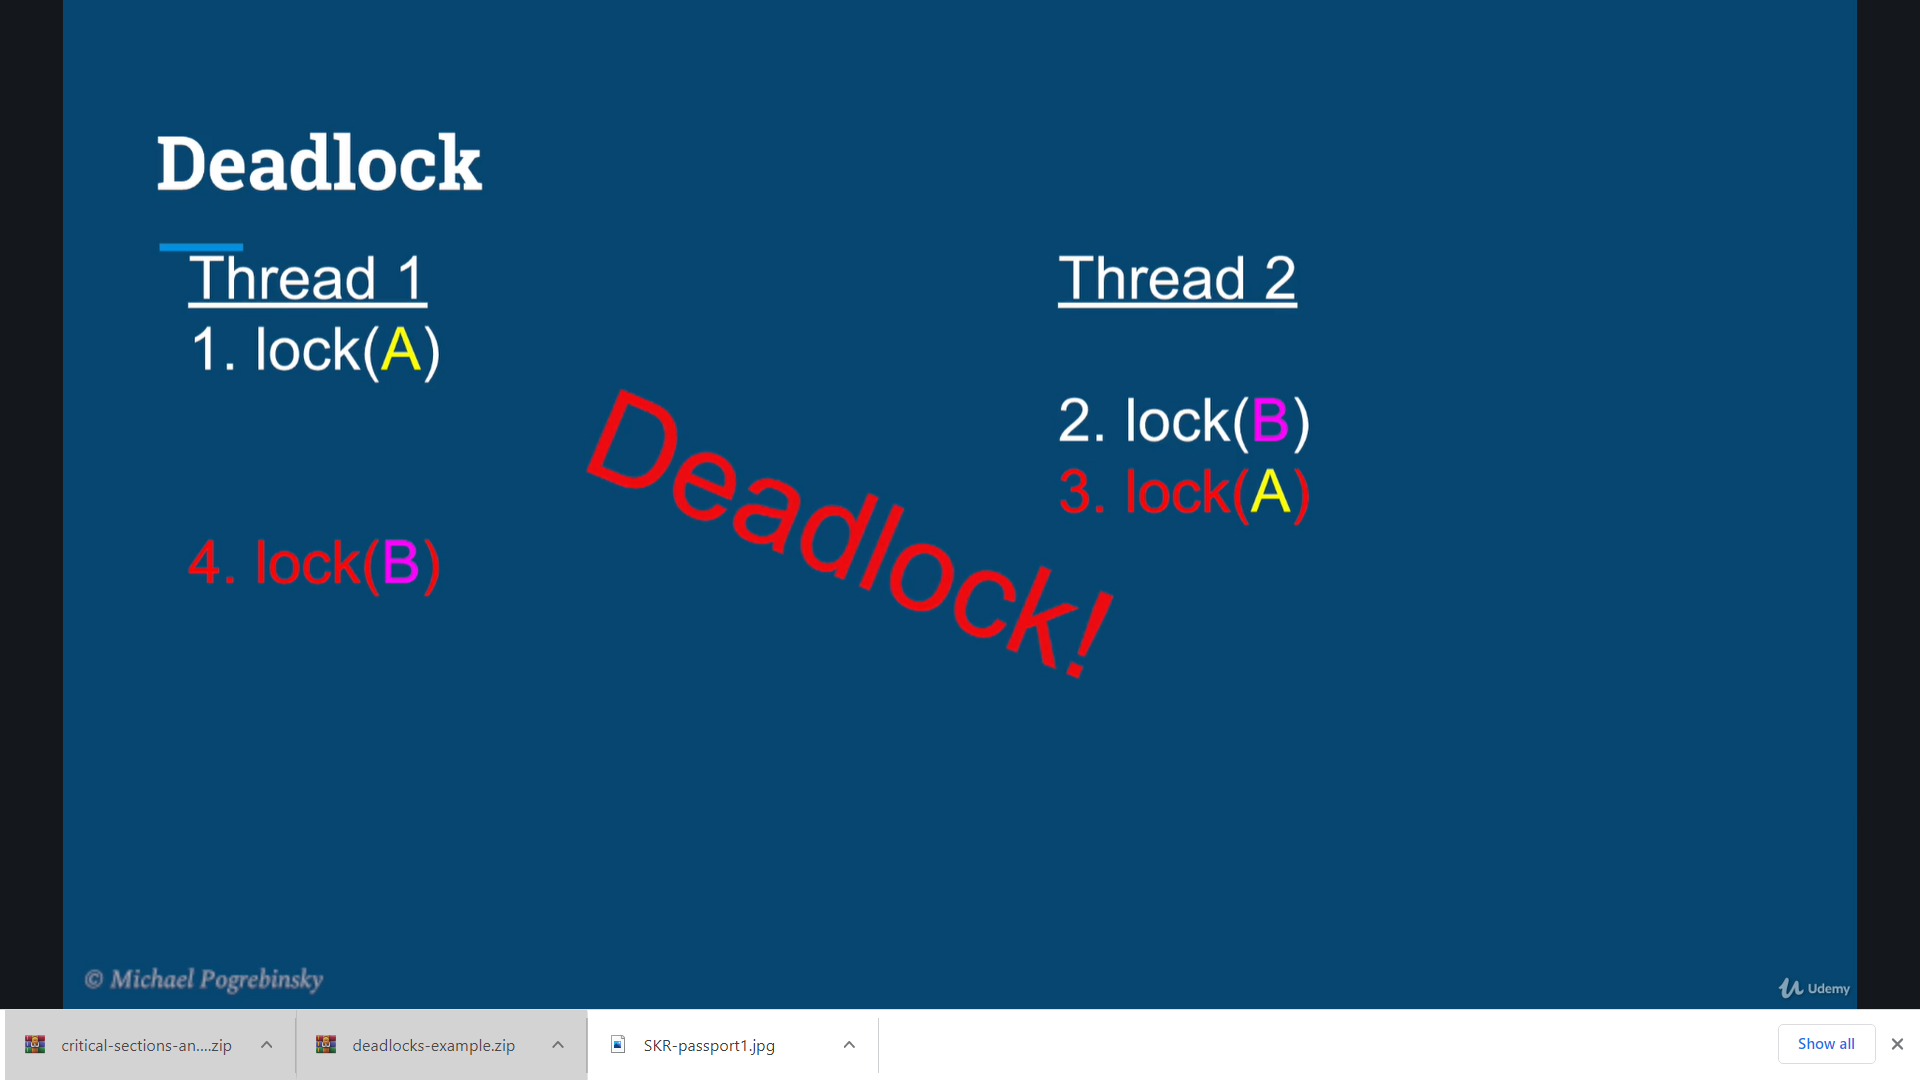 Deadlock
Thread 1
1. lock(A)
4. lock(B)
Thread 2
2. lock(B)
3. lock(A)
Deadlock!
© Michael Pogrebinsky
Udemy
critical-sections-an....zip
deadlocks-example.zip
SKR-passport1.jpg
Show all